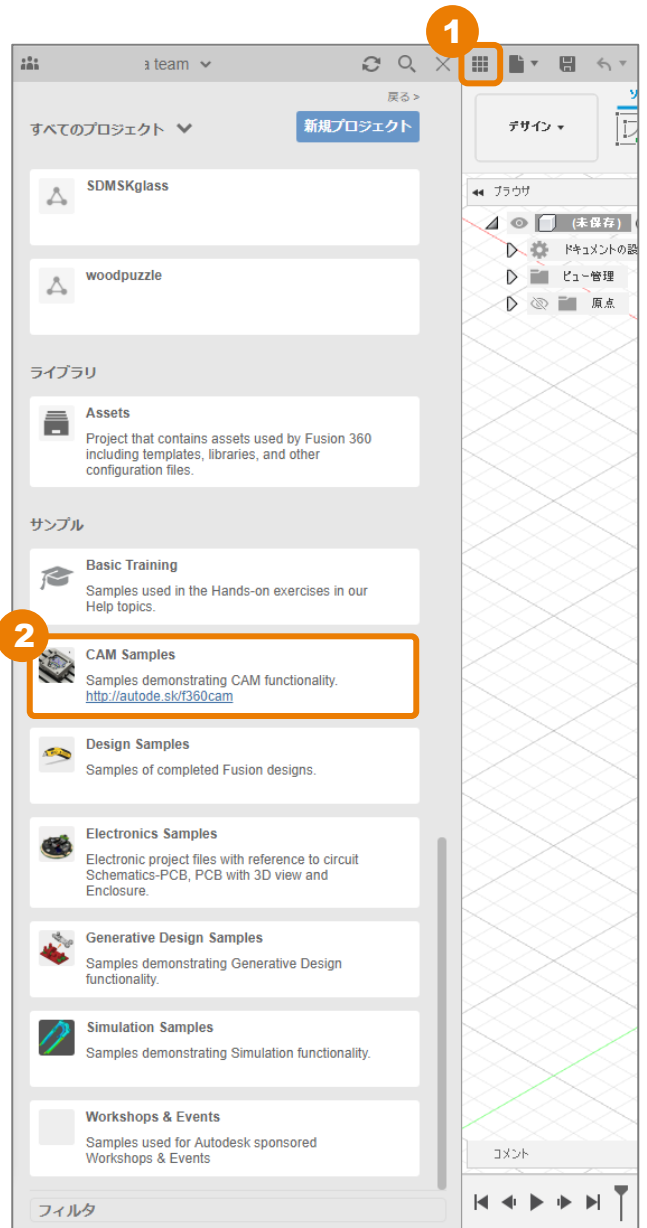 1
team
戻る >
すべてのプロジェクト
新規プロジェクト
SDMSKglass
woodpuzzle
ライブラリ
Assets
Project that contains assets used by Fusion 360
including templates, libraries, and other
configuration files.
サンプル
Basic Training
Samples used in the Hands-on exercises in our
Help topics.
2
CAM Samples
Samples demonstrating CAM functionality.
http://autode.sk/f360cam
Design Samples
Samples of completed Fusion designs.
Electronics Samples
Electronic project files with reference to circuit
Schematics-PCB, PCB with 3D view and
Enclosure.
Generative Design Samples
Samples demonstrating Generative Design
functionality.
Simulation Samples
Samples demonstrating Simulation functionality.
Workshops & Events
Samples used for Autodesk sponsored
Workshops & Events
フィルタ
デザイン
ブラウザ
(未保存)
ドキュメントの設
ビュー管理
原点
コメント